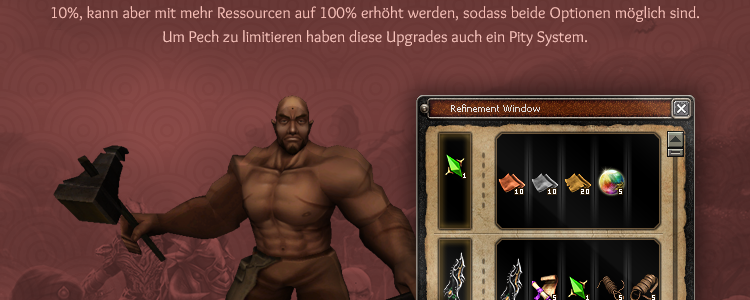 10%, kann aber mit mehr Ressourcen auf 100% erhöht werden, sodass beide Optionen möglich sind.
Um Pech zu limitieren haben diese Upgrades auch ein Pity System.
Refinement Window
1
10 10 20 5
5 1 5 5